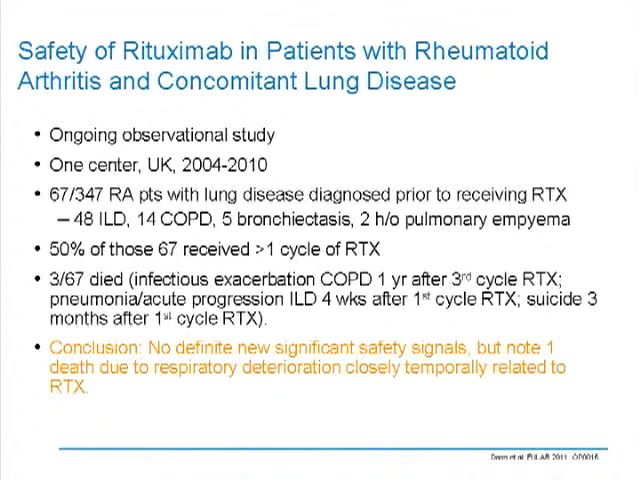 Safety of Rituximab in Patients with Rheumatoid
Arthritis and Concomitant Lung Disease
• Ongoing observational study
• One center, UK, 2004-2010
• 67/347 RA pts with lung disease diagnosed prior to receiving RTX
– 48 ILD, 14 COPD, 5 bronchiectasis, 2 h/o pulmonary empyema
• 50% of those 67 received >1 cycle of RTX
• 3/67 died (infectious exacerbation COPD 1 yr after 3rd cycle RTX;
pneumonia/acute progression ILD 4 wks after 1st cycle RTX; suicide 3
months after 1st cycle RTX).
• Conclusion: No definite new significant safety signals, but note 1
death due to respiratory deterioration closely temporally related to
RTX.
et al. EULAR 2011